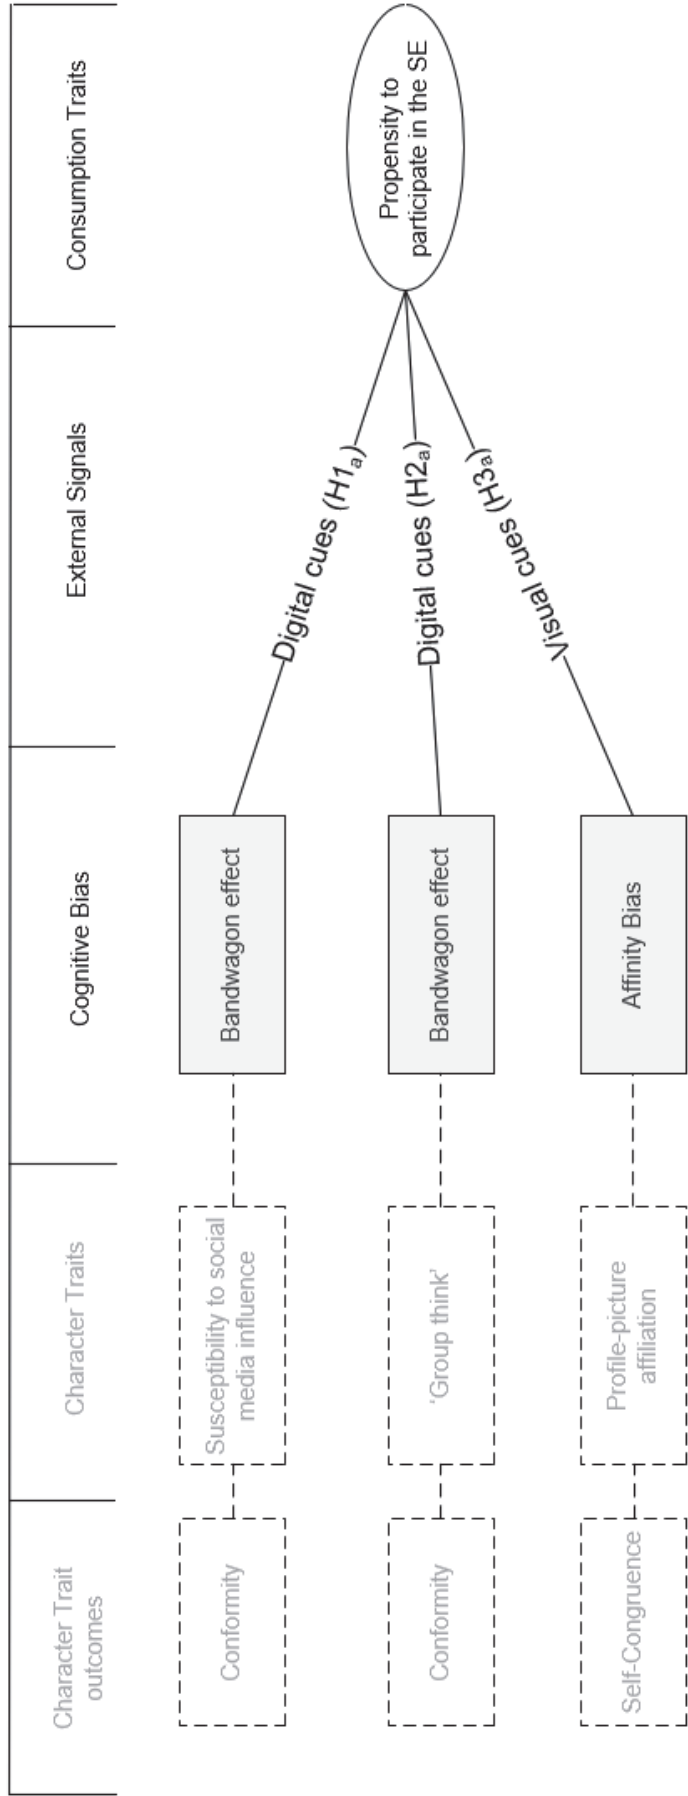 Character Trait
outcomes
Character Traits
Cognitive Bias
External Signals
Consumption Traits
Conformity
Susceptibility to social
media influence
Bandwagon effect
Digital cues (H1ₐ)
Conformity
‘Group think’
Bandwagon effect
Digital cues (H2ₐ)
Propensity to
participate in the SE
Self-Congruence
Profile-picture
affiliation
Affinity Bias
Visual cues (H3ₐ)